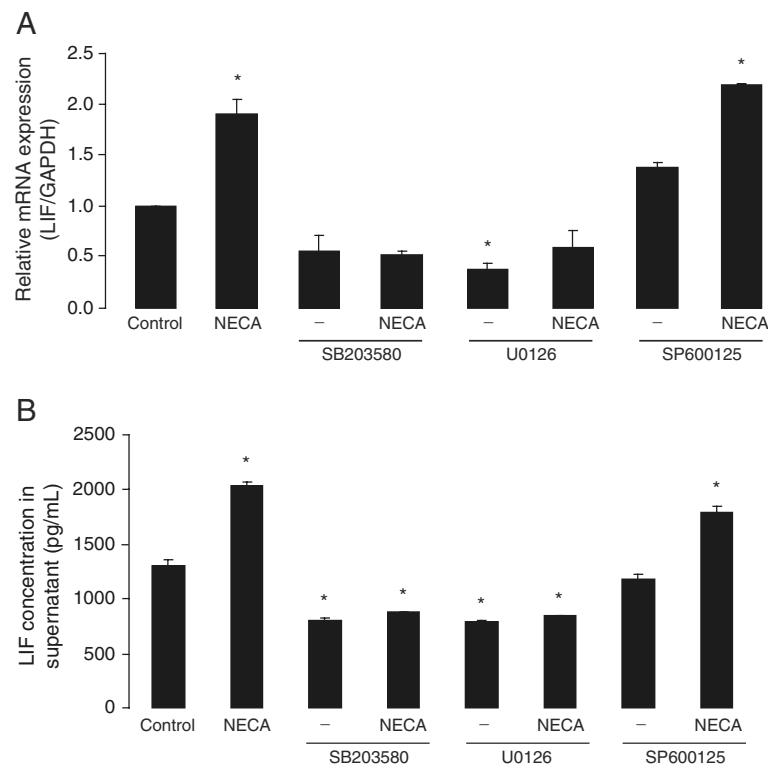 A
Relative mRNA expression
(LIF/GAPDH)
2.5
2.0
1.5
1.0
0.5
0.0
* * *
Control NECA – NECA – NECA – NECA
SB203580 U0126 SP600125
B
LIF concentration in
supernatant (pg/mL)
2500
2000
1500
1000
500
0
* * * * * *
Control NECA – NECA – NECA – NECA
SB203580 U0126 SP600125